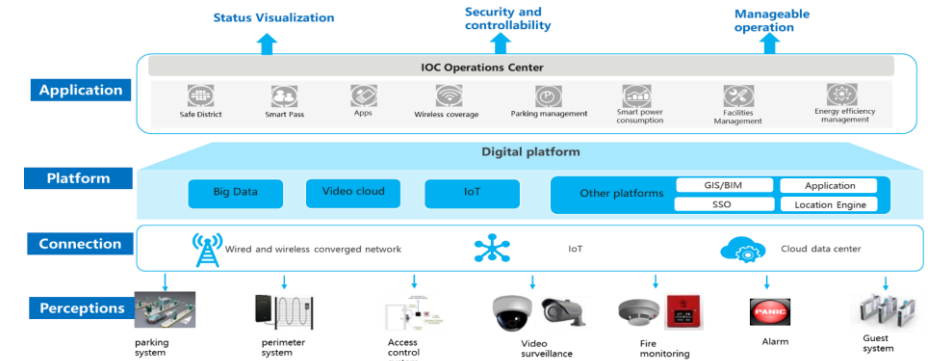 Status Visualization
Security and
controllability
Manageable
operation
Application
IOC Operations Center
Safe District
Smart Pass
Apps
Wireless coverage
Parking management
Smart power
consumption
Facilities
Management
Energy efficiency
management
Platform
Digital platform
Big Data
Video cloud
IoT
Other platforms
GIS/BIM
Application
SSO
Location Engine
Connection
Wired and wireless converged network
IoT
Cloud data center
Perceptions
PANIC
parking
system
perimeter
system
Access
control
Video
surveillance
Fire
monitoring
Alarm
Guest
system